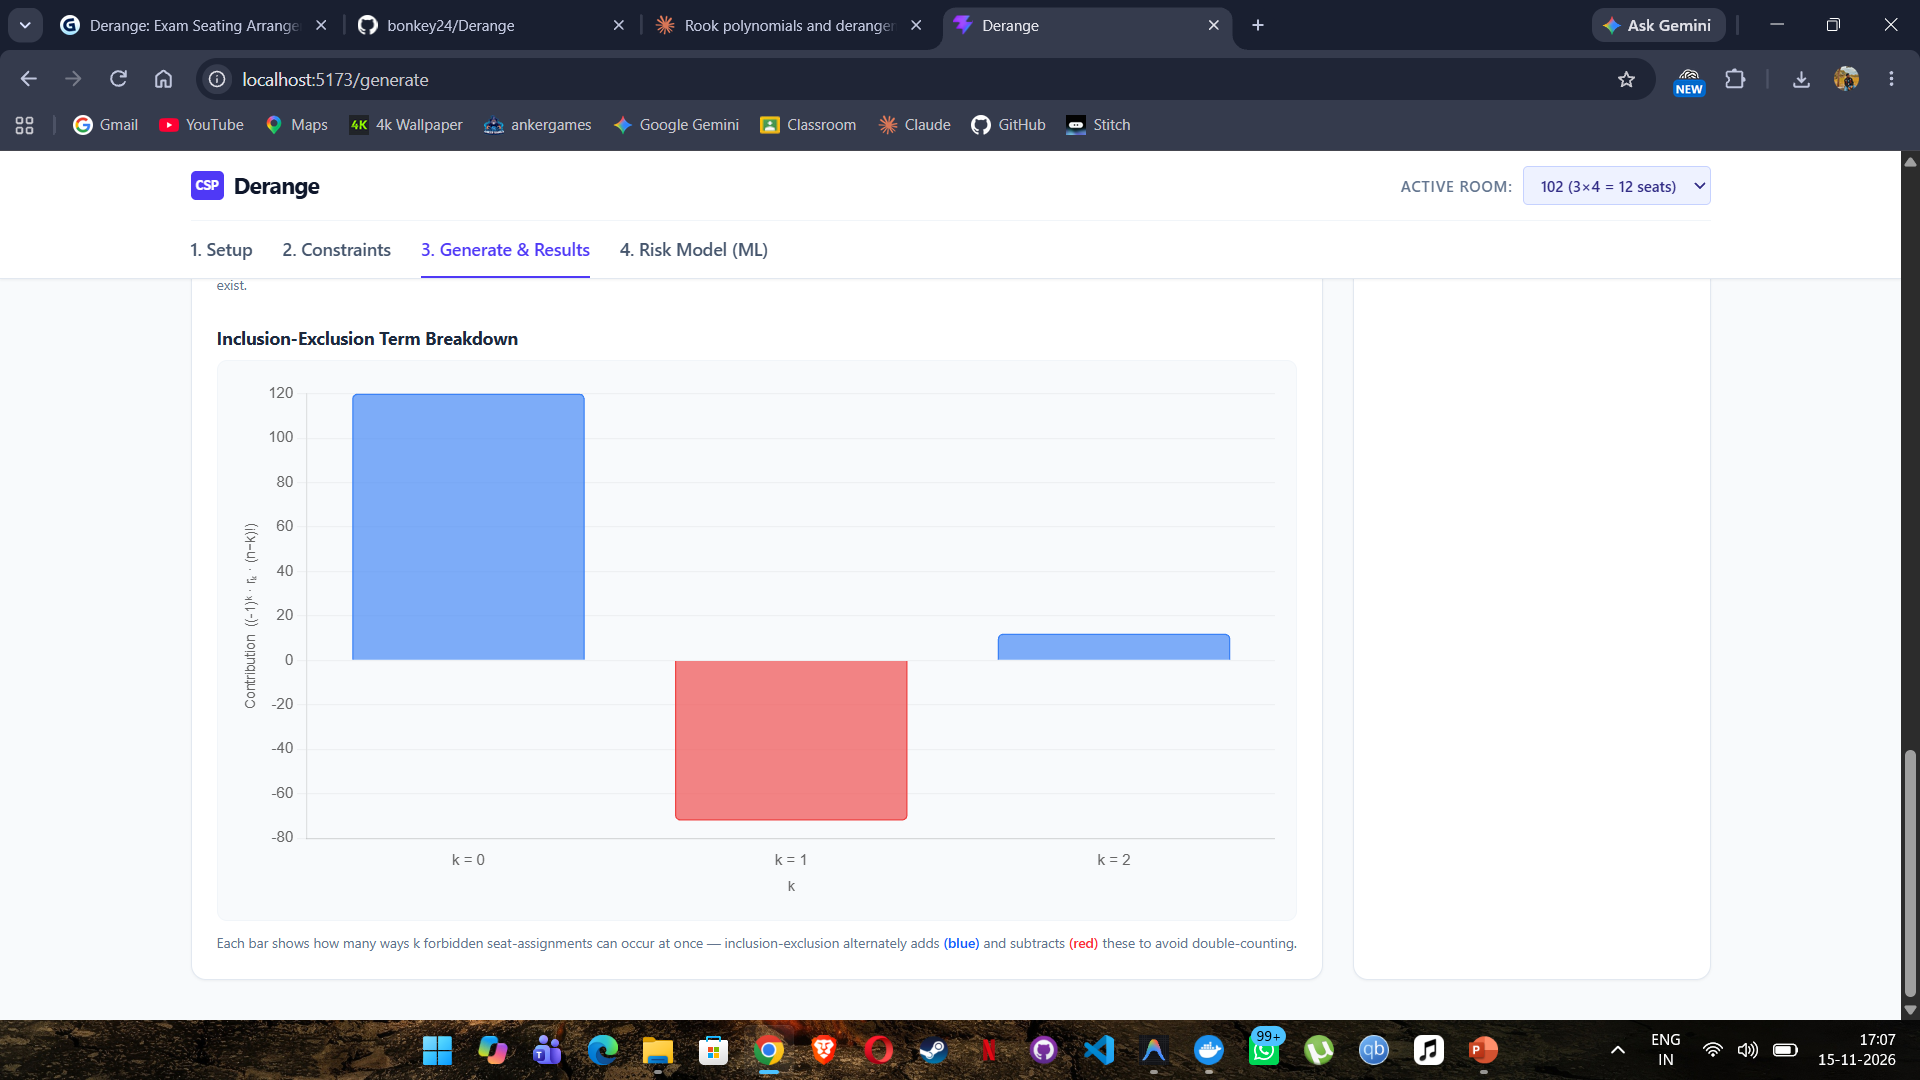 Derange: Exam Seating Arrange
bonkey24/Derange
Rook polynomials and deranger
Derange
Ask Gemini
localhost:5173/generate
NEW
Gmail
YouTube
4K
Maps
4k Wallpaper
ankergames
Google Gemini
Classroom
Claude
GitHub
Stitch
CSP Derange
ACTIVE ROOM: 102 (3×4 = 12 seats)
1. Setup 2. Constraints 3. Generate & Results 4. Risk Model (ML)
exist.
Inclusion-Exclusion Term Breakdown
Contribution ((-1)ᵏ · rₖ · (n−k)!)
120
100
80
60
40
20
0
-20
-40
-60
-80
k = 0 k = 1 k = 2
k
Each bar shows how many ways k forbidden seat-assignments can occur at once — inclusion-exclusion alternately adds (blue) and subtracts (red) these to avoid double-counting.
99+
qb
ENG
IN
17:07
15-11-2026